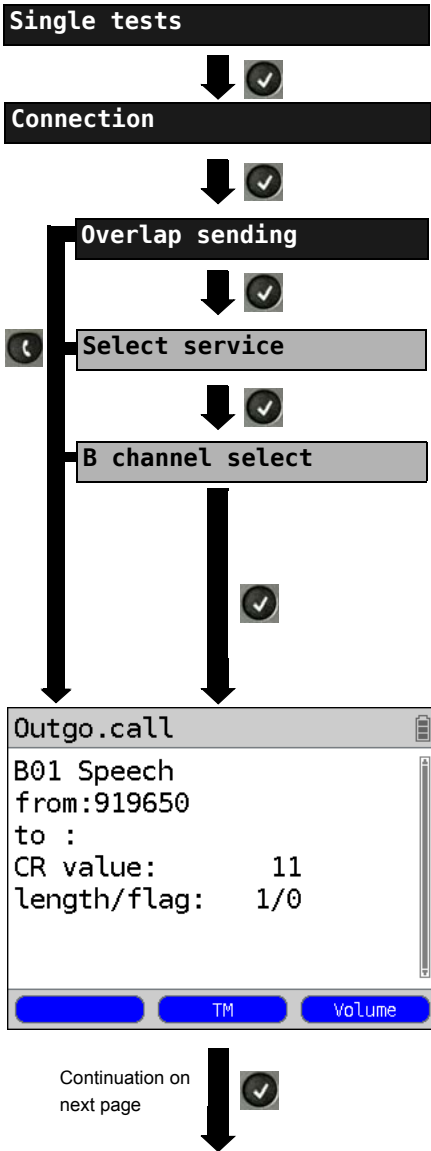 Single tests
Connection
Overlap sending
Select service
B channel select
Outgo.call
B01 Speech
from:919650
to :
CR value: 11
length/flag: 1/0
TM Volume
Continuation on
next page